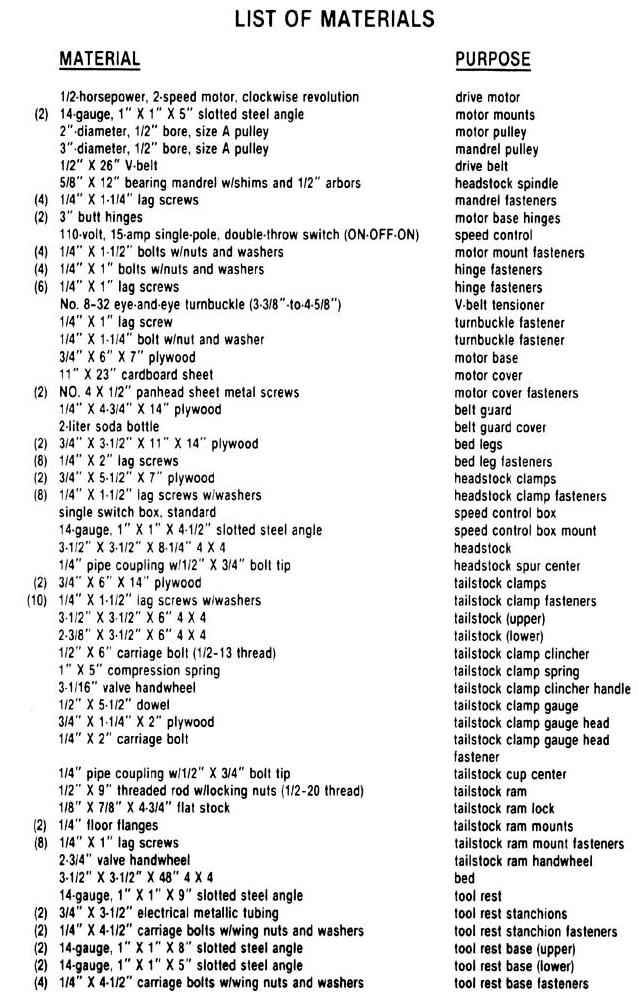 LIST OF MATERIALS
MATERIAL PURPOSE
1/2-horsepower, 2-speed motor, clockwise revolution drive motor
(2) 14-gauge, 1" X 1" X 5" slotted steel angle motor mounts
2"-diameter, 1/2" bore, size A pulley motor pulley
3"-diameter, 1/2" bore, size A pulley mandrel pulley
1/2" X 26" V-belt drive belt
5/8" X 12" bearing mandrel w/shims and 1/2" arbors headstock spindle
(4) 1/4" X 1-1/4" lag screws mandrel fasteners
(2) 3" butt hinges motor base hinges
110-volt, 15-amp single-pole, double-throw switch (ON-OFF-ON) speed control
(4) 1/4" X 1-1/2" bolts w/nuts and washers motor mount fasteners
(4) 1/4" X 1" bolts w/nuts and washers hinge fasteners
(6) 1/4" X 1" lag screws hinge fasteners
No. 8-32 eye-and-eye turnbuckle (3-3/8"-to-4-5/8") V-belt tensioner
1/4" X 1" lag screw turnbuckle fastener
1/4" X 1-1/4" bolt w/nut and washer turnbuckle fastener
3/4" X 6" X 7" plywood motor base
11" X 23" cardboard sheet motor cover
(2) NO. 4 X 1/2" panhead sheet metal screws motor cover fasteners
1/4" X 4-3/4" X 14" plywood belt guard
2-liter soda bottle belt guard cover
(2) 3/4" X 3-1/2" X 11" X 14" plywood bed legs
(8) 1/4" X 2" lag screws bed leg fasteners
(2) 3/4" X 5-1/2" X 7" plywood headstock clamps
(8) 1/4" X 1-1/2" lag screws w/washers headstock clamp fasteners
single switch box, standard speed control box
14-gauge, 1" X 1" X 4-1/2" slotted steel angle speed control box mount
3-1/2" X 3-1/2" X 8-1/4" 4 X 4 headstock
1/4" pipe coupling w/1/2" X 3/4" bolt tip headstock spur center
(2) 3/4" X 6" X 14" plywood tailstock clamps
(10) 1/4" X 1-1/2" lag screws w/washers tailstock clamp fasteners
3-1/2" X 3-1/2" X 6" 4 X 4 tailstock (upper)
2-3/8" X 3-1/2" X 6" 4 X 4 tailstock (lower)
1/2" X 6" carriage bolt (1/2-13 thread) tailstock clamp clincher
1" X 5" compression spring tailstock clamp spring
3-1/16" valve handwheel tailstock clamp clincher handle
1/2" X 5-1/2" dowel tailstock clamp gauge
3/4" X 1-1/4" X 2" plywood tailstock clamp gauge head
1/4" X 2" carriage bolt tailstock clamp gauge head
fastener
1/4" pipe coupling w/1/2" X 3/4" bolt tip tailstock cup center
1/2" X 9" threaded rod w/locking nuts (1/2-20 thread) tailstock ram
1/8" X 7/8" X 4-3/4" flat stock tailstock ram lock
(2) 1/4" floor flanges tailstock ram mounts
(8) 1/4" X 1" lag screws tailstock ram mount fasteners
2-3/4" valve handwheel tailstock ram handwheel
3-1/2" X 3-1/2" X 48" 4 X 4 bed
14-gauge, 1" X 1" X 9" slotted steel angle tool rest
(2) 3/4" X 3-1/2" electrical metallic tubing tool rest stanchions
(2) 1/4" X 4-1/2" carriage bolts w/wing nuts and washers tool rest stanchion fasteners
(2) 14-gauge, 1" X 1" X 8" slotted steel angle tool rest base (upper)
(2) 14-gauge, 1" X 1" X 5" slotted steel angle tool rest base (lower)
(4) 1/4" X 4-1/2" carriage bolts w/wing nuts and washers tool rest base fasteners